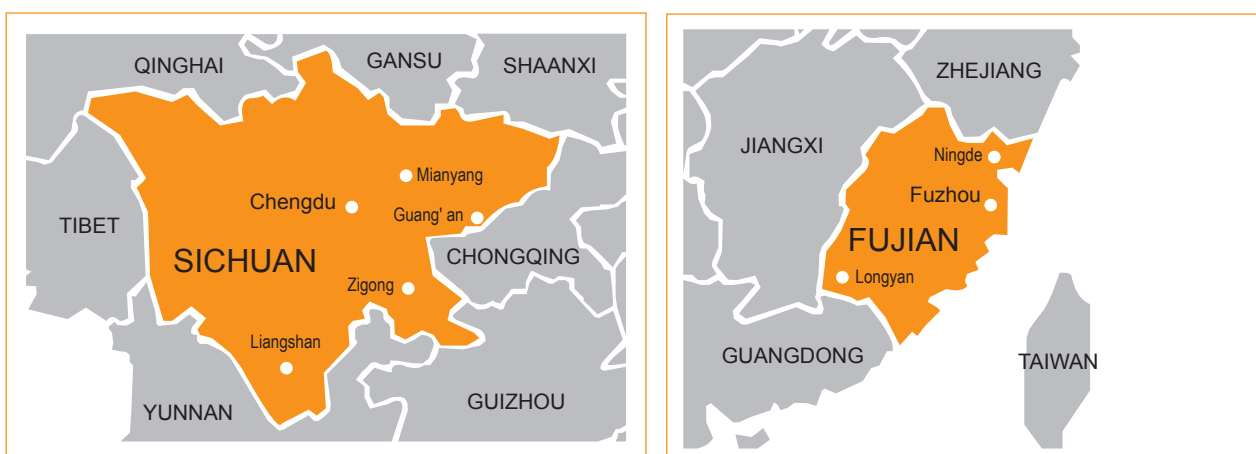 QINGHAI
GANSU
SHAANXI
Mianyang
Chengdu
Guang' an
TIBET
SICHUAN
CHONGQING
Zigong
Liangshan
YUNNAN
GUIZHOU
ZHEJIANG
JIANGXI
Ningde
Fuzhou
FUJIAN
Longyan
GUANGDONG
TAIWAN